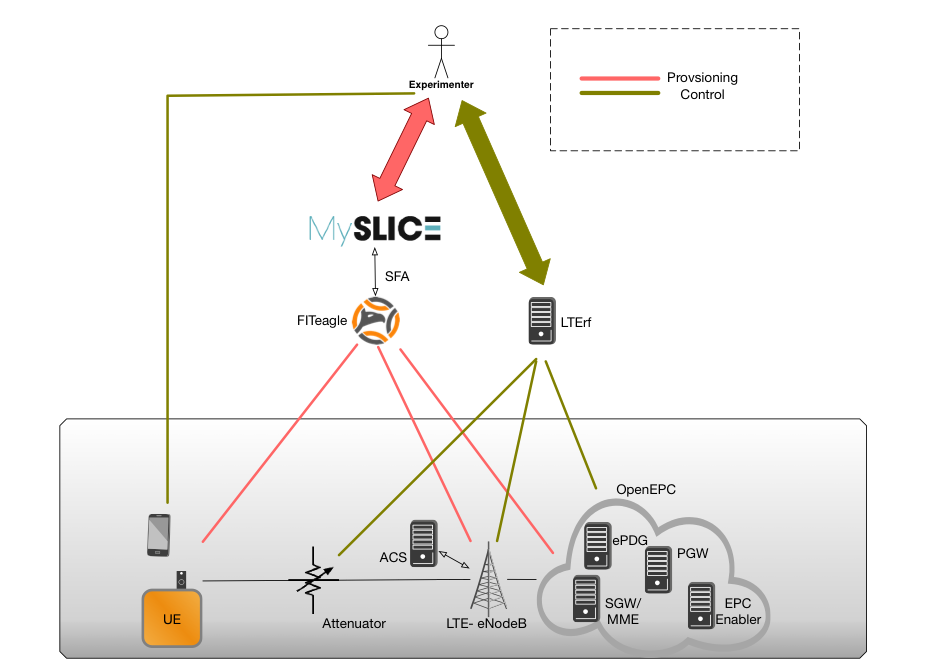 Experimenter
Provsioning
Control
MySLICE
SFA
FITeagle
LTErf
OpenEPC
ePDG
PGW
ACS
SGW/
MME
EPC
Enabler
UE
Attenuator
LTE- eNodeB